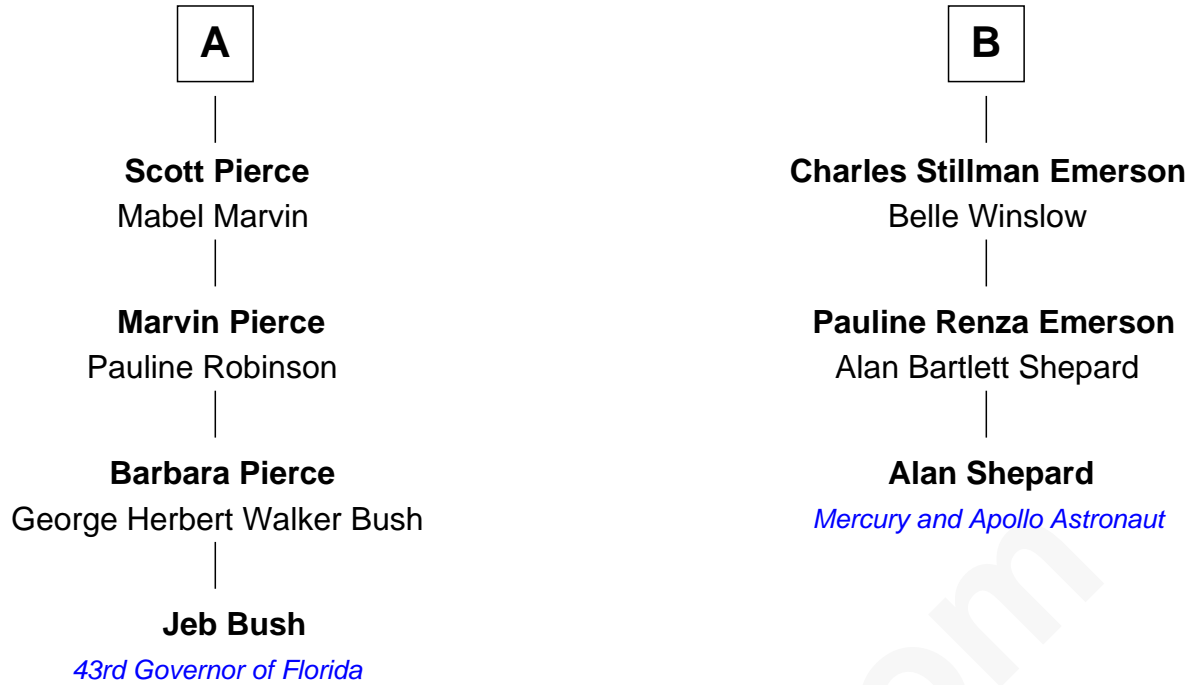 A
Scott Pierce
Mabel Marvin
Marvin Pierce
Pauline Robinson
Barbara Pierce
George Herbert Walker Bush
Jeb Bush
43rd Governor of Florida
B
Charles Stillman Emerson
Belle Winslow
Pauline Renza Emerson
Alan Bartlett Shepard
Alan Shepard
Mercury and Apollo Astronaut